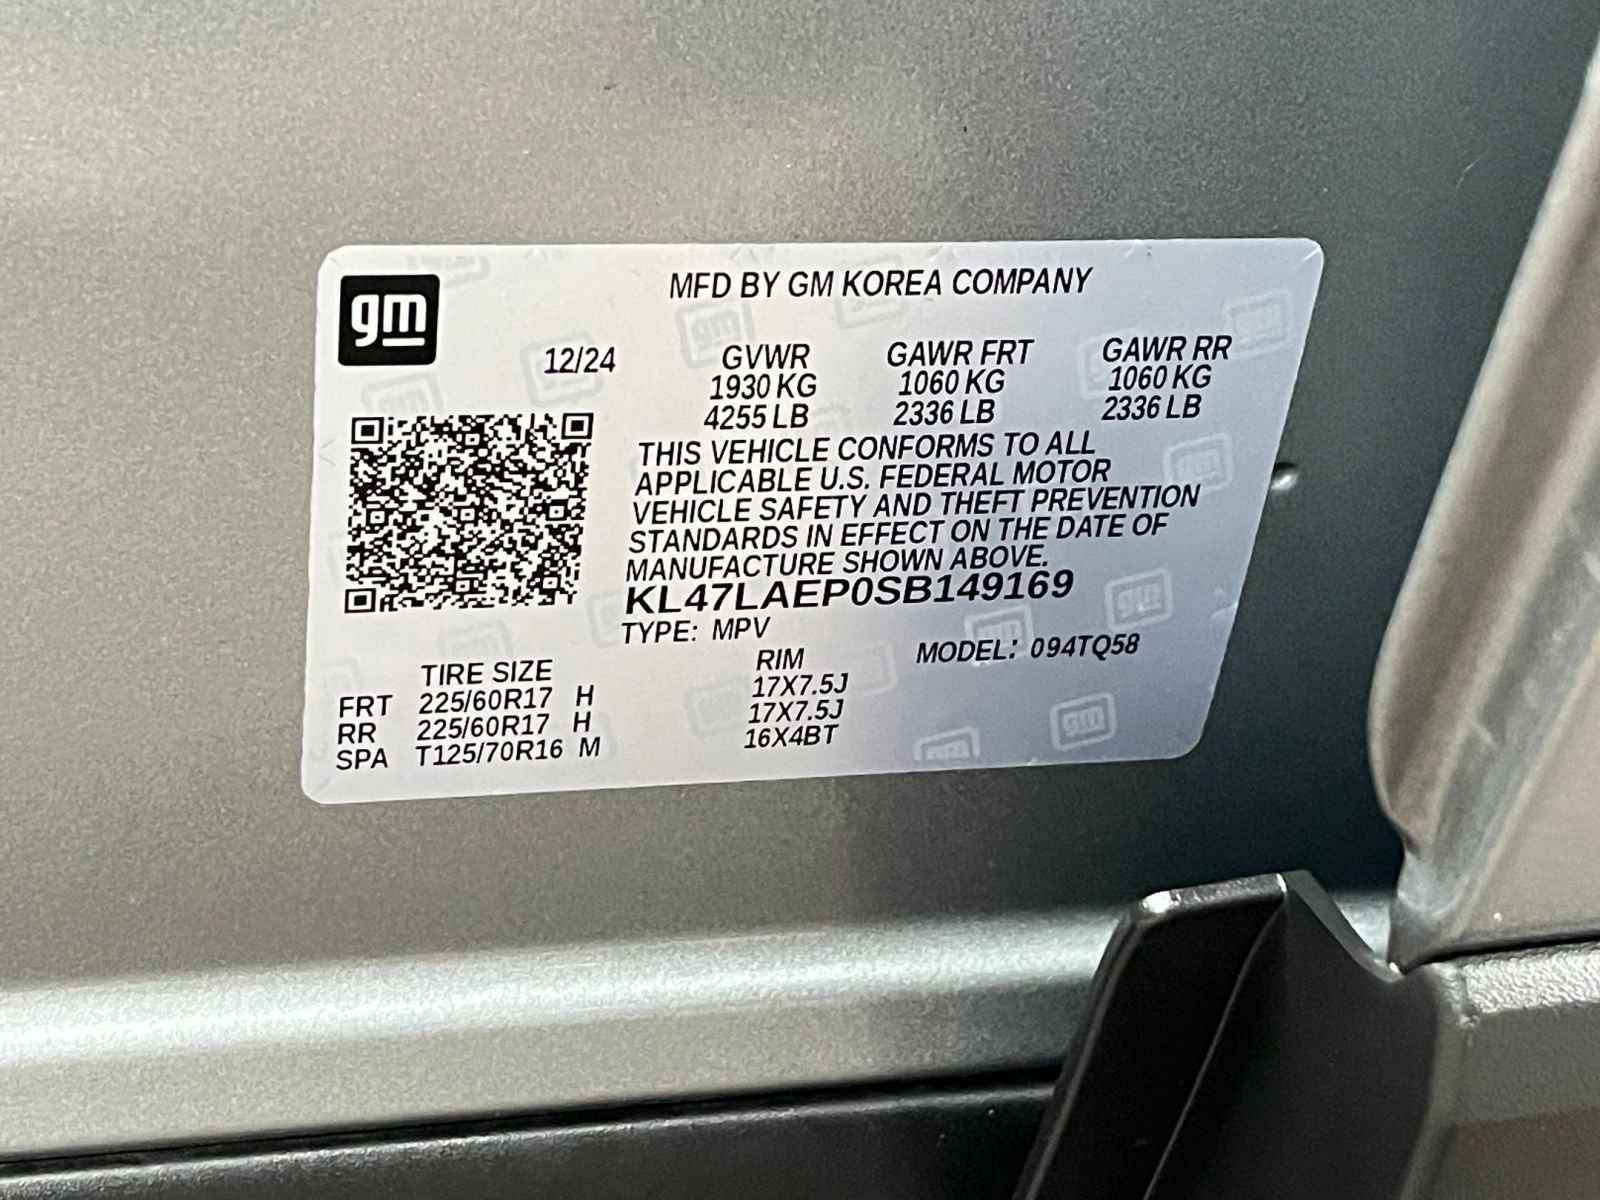 gm
MFD BY GM KOREA COMPANY
12/24 GVWR GAWR FRT GAWR RR
1930 KG 1060 KG 1060 KG
4255 LB 2336 LB 2336 LB
THIS VEHICLE CONFORMS TO ALL
APPLICABLE U.S. FEDERAL MOTOR
VEHICLE SAFETY AND THEFT PREVENTION
STANDARDS IN EFFECT ON THE DATE OF
MANUFACTURE SHOWN ABOVE.
KL47LAEP0SB149169
TYPE: MPV MODEL: 094TQ58
TIRE SIZE RIM
FRT 225/60R17 H 17X7.5J
RR 225/60R17 H 17X7.5J
SPA T125/70R16 M 16X4BT